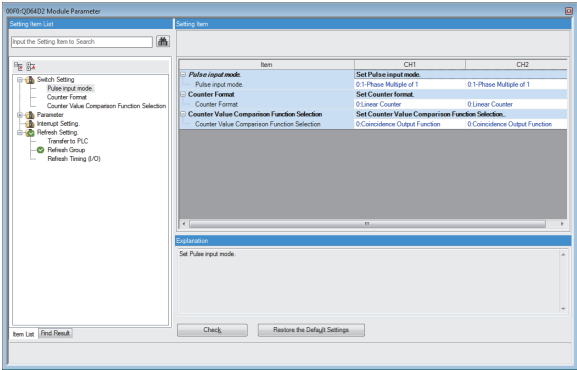 00F0:QD64D2 Module Parameter
Setting Item List
Setting Item
Input the Setting Item to Search
Switch Setting
Pulse input mode.
Counter Format
Counter Value Comparison Function Selection
Parameter
Interrupt Setting.
Refresh Setting.
Transfer to PLC
Refresh Group
Refresh Timing (I/O)
Item CH1 CH2
Pulse input mode. Set Pulse input mode.
Pulse input mode. 0:1-Phase Multiple of 1 0:1-Phase Multiple of 1
Counter Format Set Counter format.
Counter Format 0:Linear Counter 0:Linear Counter
Counter Value Comparison Function Selection Set Counter Value Comparison Function Selection..
Counter Value Comparison Function Selection 0:Coincidence Output Function 0:Coincidence Output Function
Explanation
Set Pulse input mode.
Item List Find Result
Check Restore the Default Settings